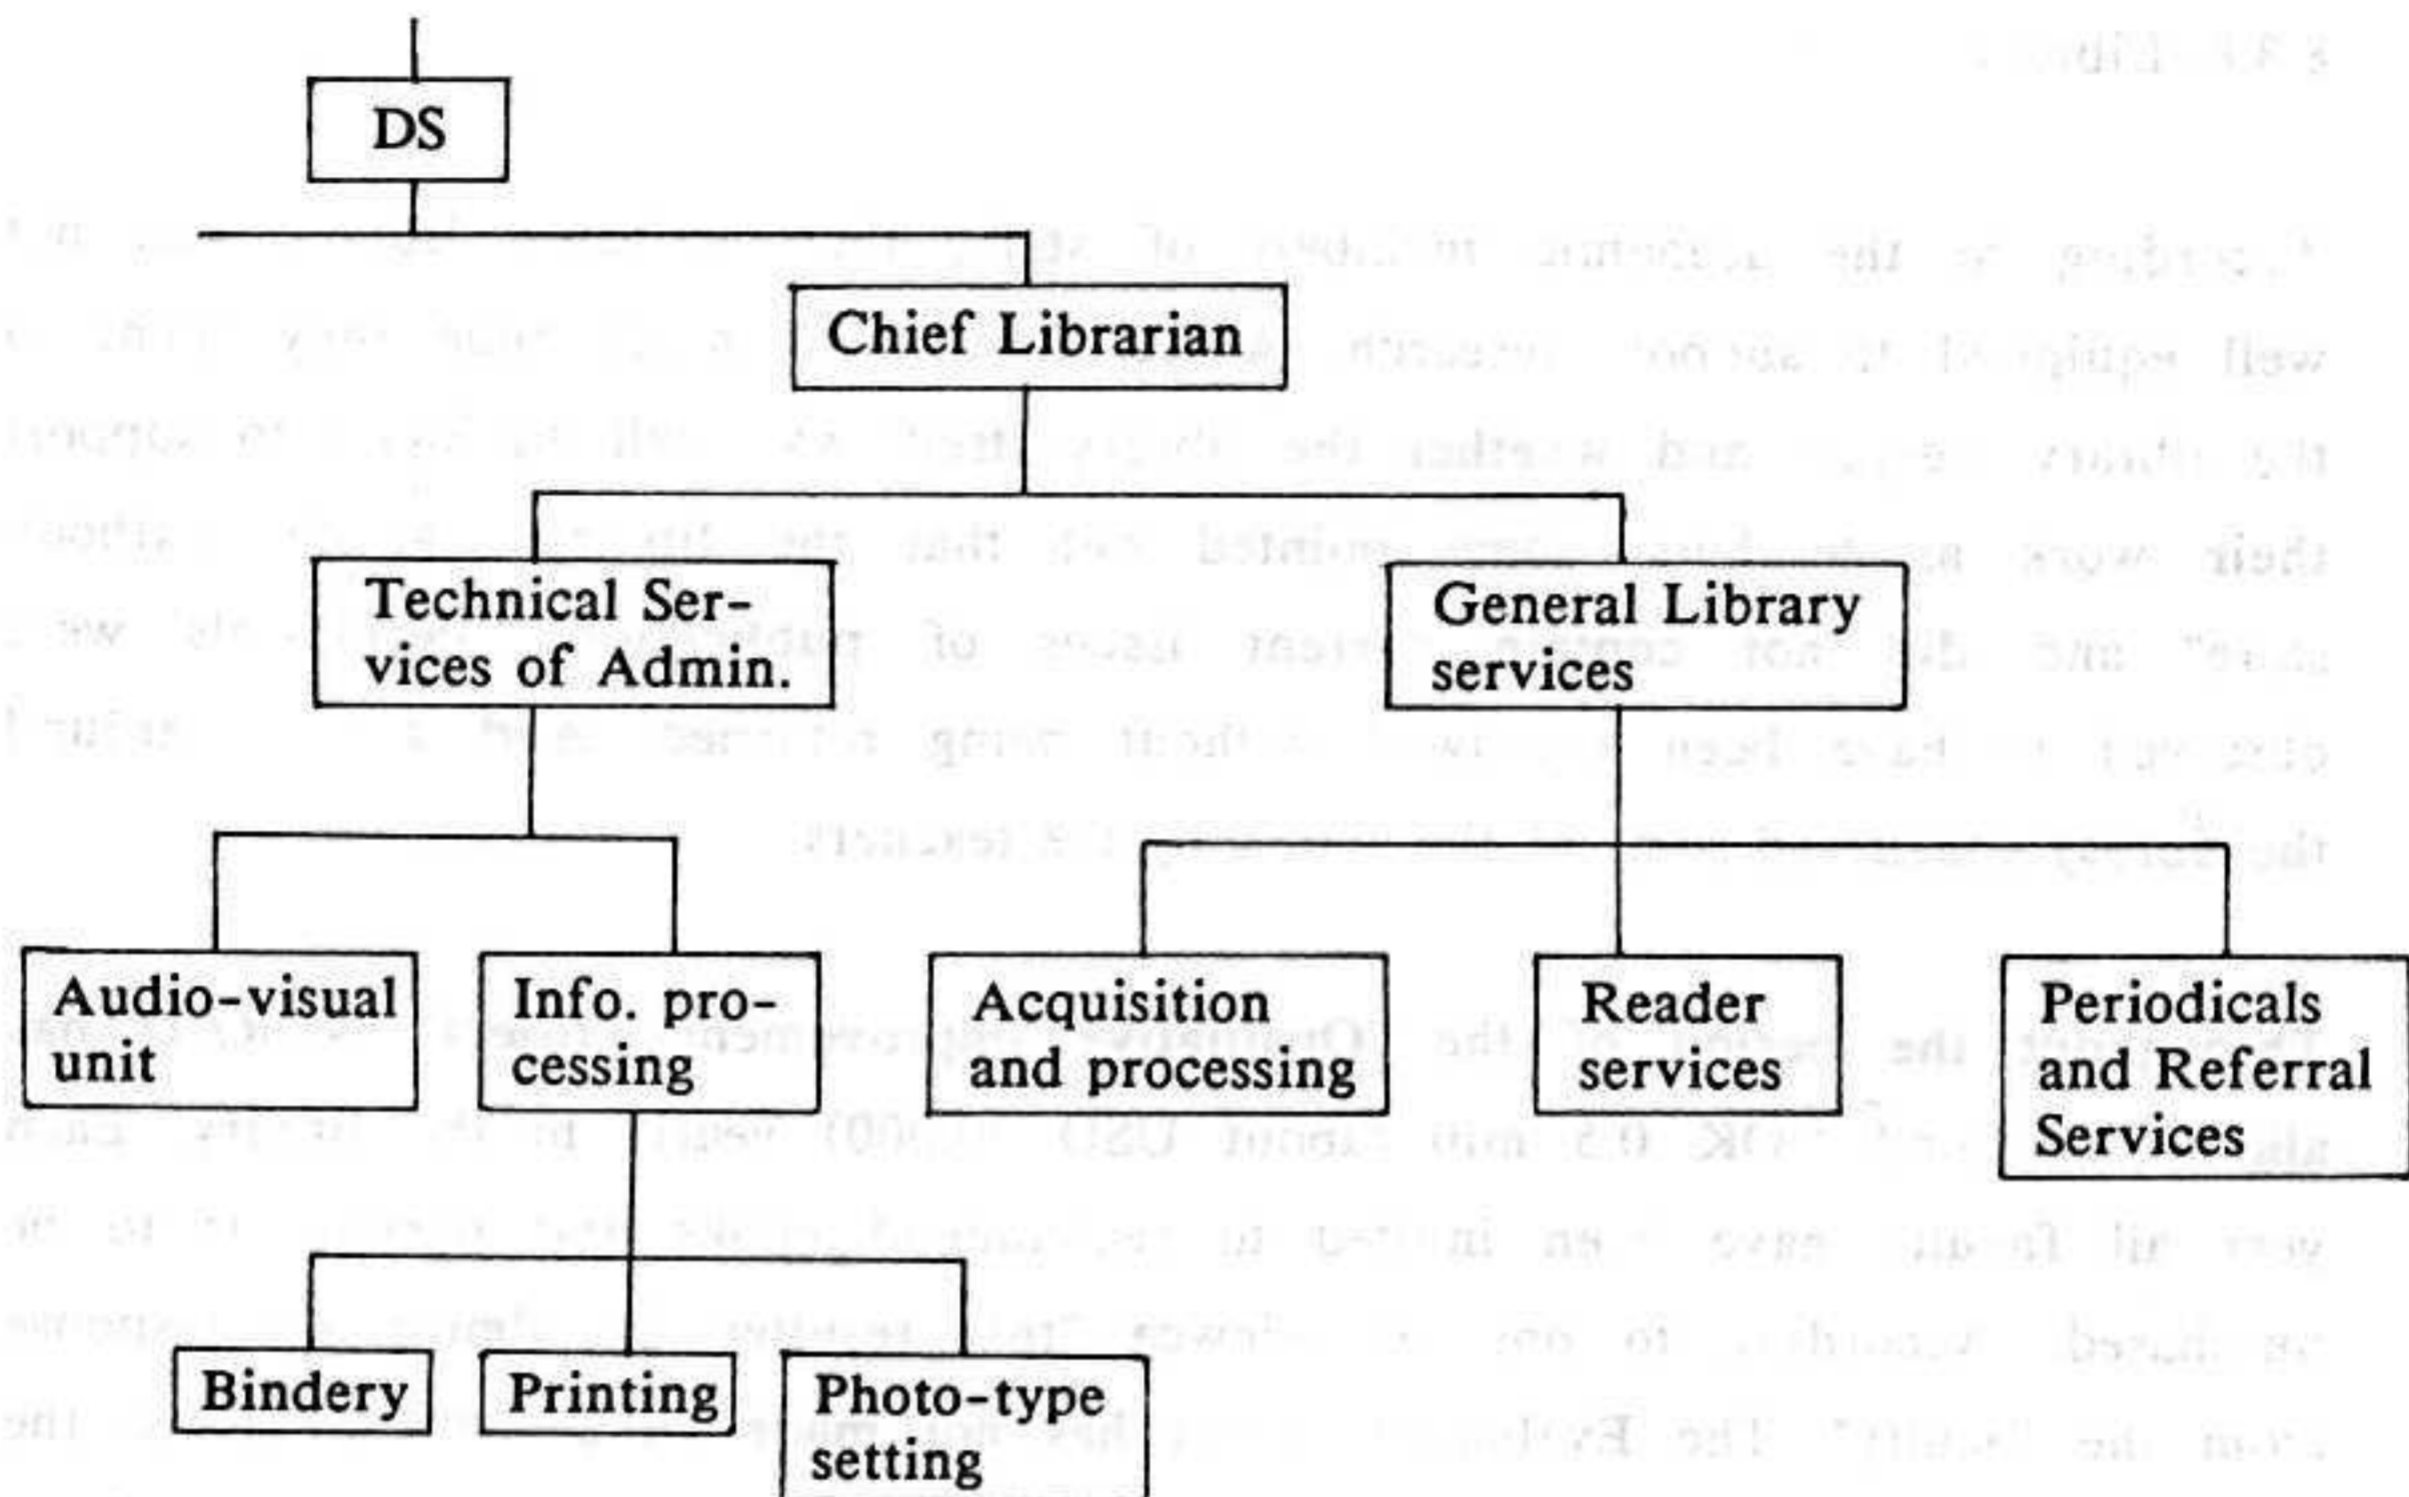 DS
Chief Librarian
Technical Ser-
vices of Admin.
General Library
services
Audio-visual
unit
Info. pro-
cessing
Acquisition
and processing
Reader
services
Periodicals
and Referral
Services
Bindery
Printing
Photo-type
setting